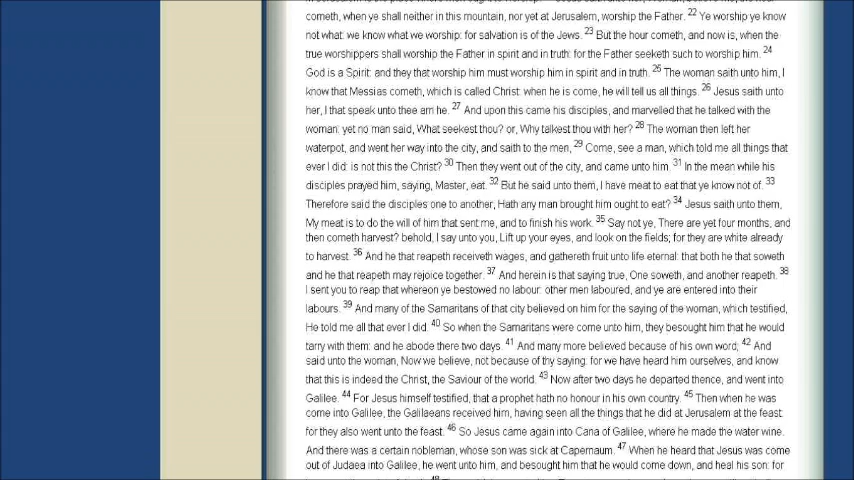 cometh, when ye shall neither in this mountain, nor yet at Jerusalem, worship the Father. 22 Ye worship ye know
not what: we know what we worship: for salvation is of the Jews. 23 But the hour cometh, and now is, when the
true worshippers shall worship the Father in spirit and in truth: for the Father seeketh such to worship him. 24
God is a Spirit: and they that worship him must worship him in spirit and in truth. 25 The woman saith unto him, I
know that Messias cometh, which is called Christ: when he is come, he will tell us all things. 26 Jesus saith unto
her, I that speak unto thee am he. 27 And upon this came his disciples, and marvelled that he talked with the
woman: yet no man said, What seekest thou? or, Why talkest thou with her? 28 The woman then left her
waterpot, and went her way into the city, and saith to the men, 29 Come, see a man, which told me all things that
ever I did: is not this the Christ? 30 Then they went out of the city, and came unto him. 31 In the mean while his
disciples prayed him, saying, Master, eat. 32 But he said unto them, I have meat to eat that ye know not of. 33
Therefore said the disciples one to another, Hath any man brought him ought to eat? 34 Jesus saith unto them,
My meat is to do the will of him that sent me, and to finish his work. 35 Say not ye, There are yet four months, and
then cometh harvest? behold, I say unto you, Lift up your eyes, and look on the fields; for they are white already
to harvest. 36 And he that reapeth receiveth wages, and gathereth fruit unto life eternal: that both he that soweth
and he that reapeth may rejoice together. 37 And herein is that saying true, One soweth, and another reapeth. 38
I sent you to reap that whereon ye bestowed no labour: other men laboured, and ye are entered into their
labours. 39 And many of the Samaritans of that city believed on him for the saying of the woman, which testified,
He told me all that ever I did. 40 So when the Samaritans were come unto him, they besought him that he would
tarry with them: and he abode there two days. 41 And many more believed because of his own word; 42 And
said unto the woman, Now we believe, not because of thy saying: for we have heard him ourselves, and know
that this is indeed the Christ, the Saviour of the world. 43 Now after two days he departed thence, and went into
Galilee. 44 For Jesus himself testified, that a prophet hath no honour in his own country. 45 Then when he was
come into Galilee, the Galilaeans received him, having seen all the things that he did at Jerusalem at the feast:
for they also went unto the feast. 46 So Jesus came again into Cana of Galilee, where he made the water wine.
And there was a certain nobleman, whose son was sick at Capernaum. 47 When he heard that Jesus was come
out of Judaea into Galilee, he went unto him, and besought him that he would come down, and heal his son: for
48